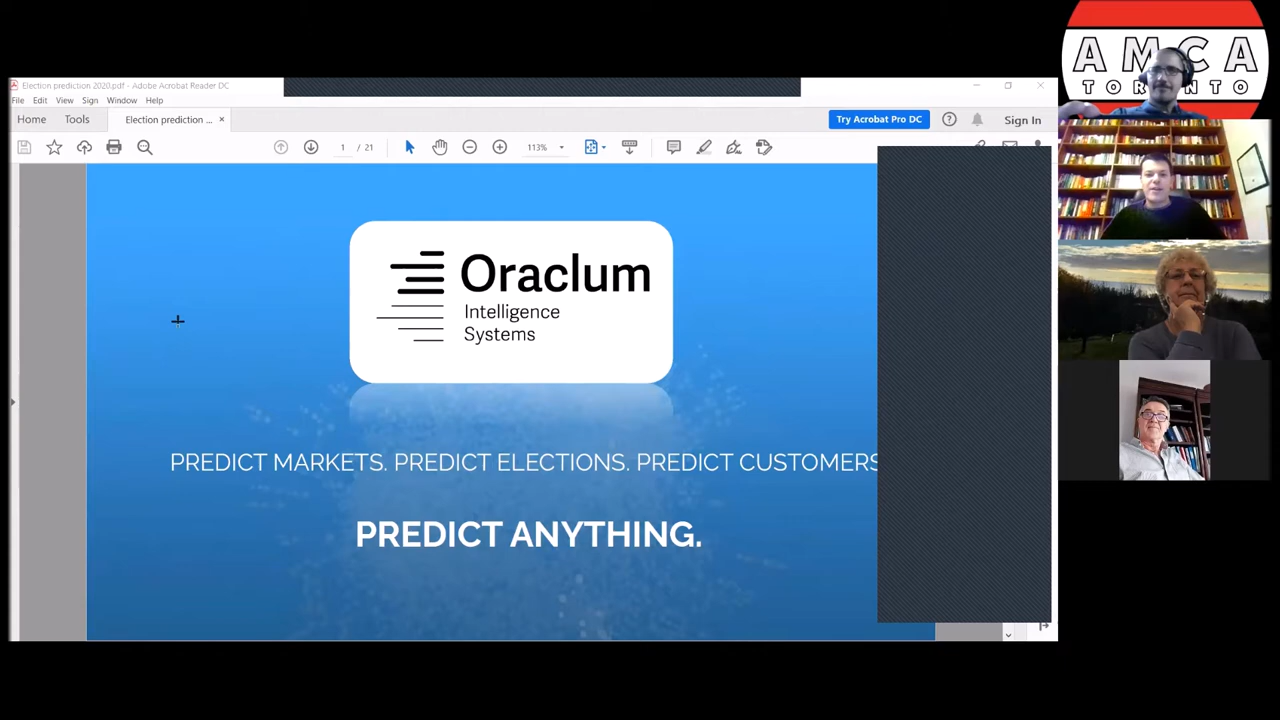 Election prediction 2020.pdf - Adobe Acrobat Reader DC
File Edit View Sign Window Help
Home Tools Election prediction ... ×
Try Acrobat Pro DC
Sign In
1 / 21
113%
Oraclum
Intelligence
Systems
PREDICT MARKETS. PREDICT ELECTIONS. PREDICT CUSTOMERS
PREDICT ANYTHING.
AMCA
TORONTO